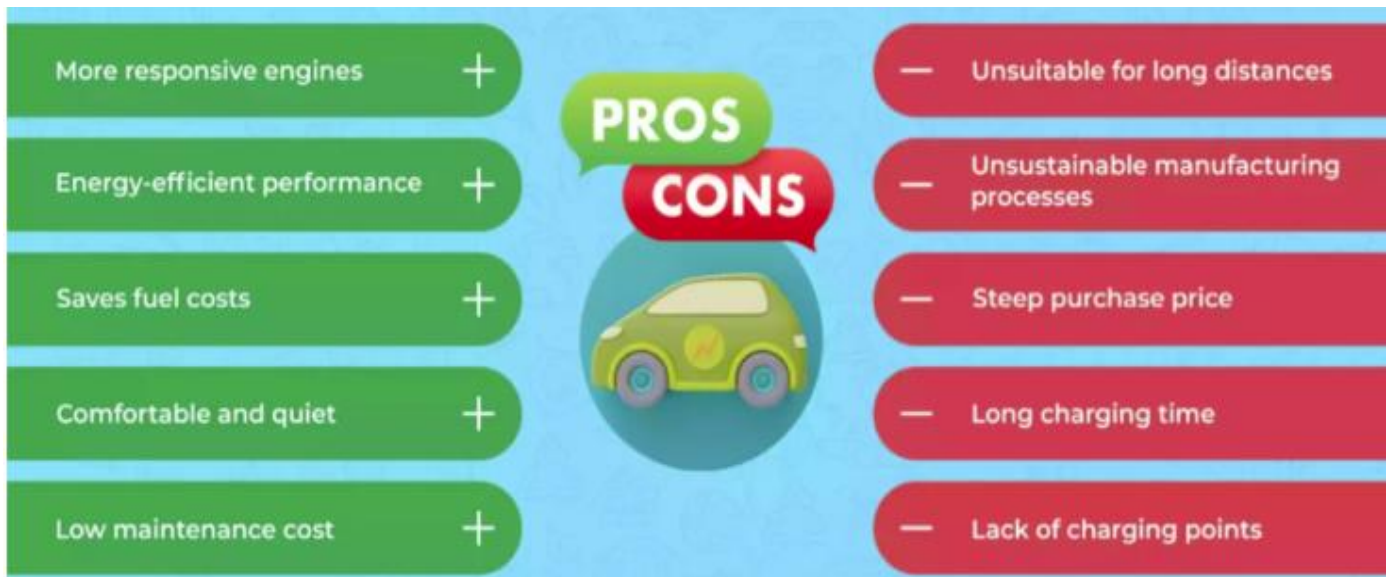 More responsive engines +
Energy-efficient performance +
Saves fuel costs +
Comfortable and quiet +
Low maintenance cost +
PROS
CONS
— Unsuitable for long distances
— Unsustainable manufacturing
processes
— Steep purchase price
— Long charging time
— Lack of charging points